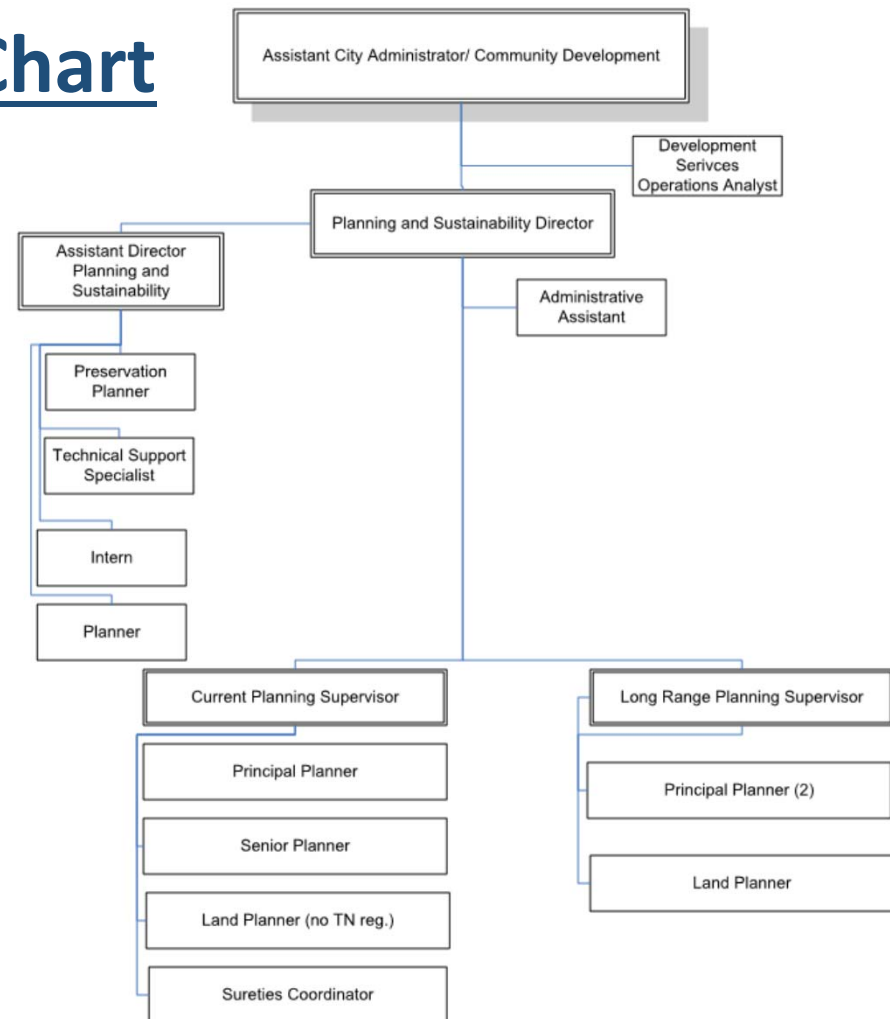 Chart
Assistant City Administrator/ Community Development
Development
Serivces
Operations Analyst
Planning and Sustainability Director
Assistant Director
Planning and
Sustainability
Administrative
Assistant
Preservation
Planner
Technical Support
Specialist
Intern
Planner
Current Planning Supervisor
Long Range Planning Supervisor
Principal Planner
Principal Planner (2)
Senior Planner
Land Planner
Land Planner (no TN reg.)
Sureties Coordinator